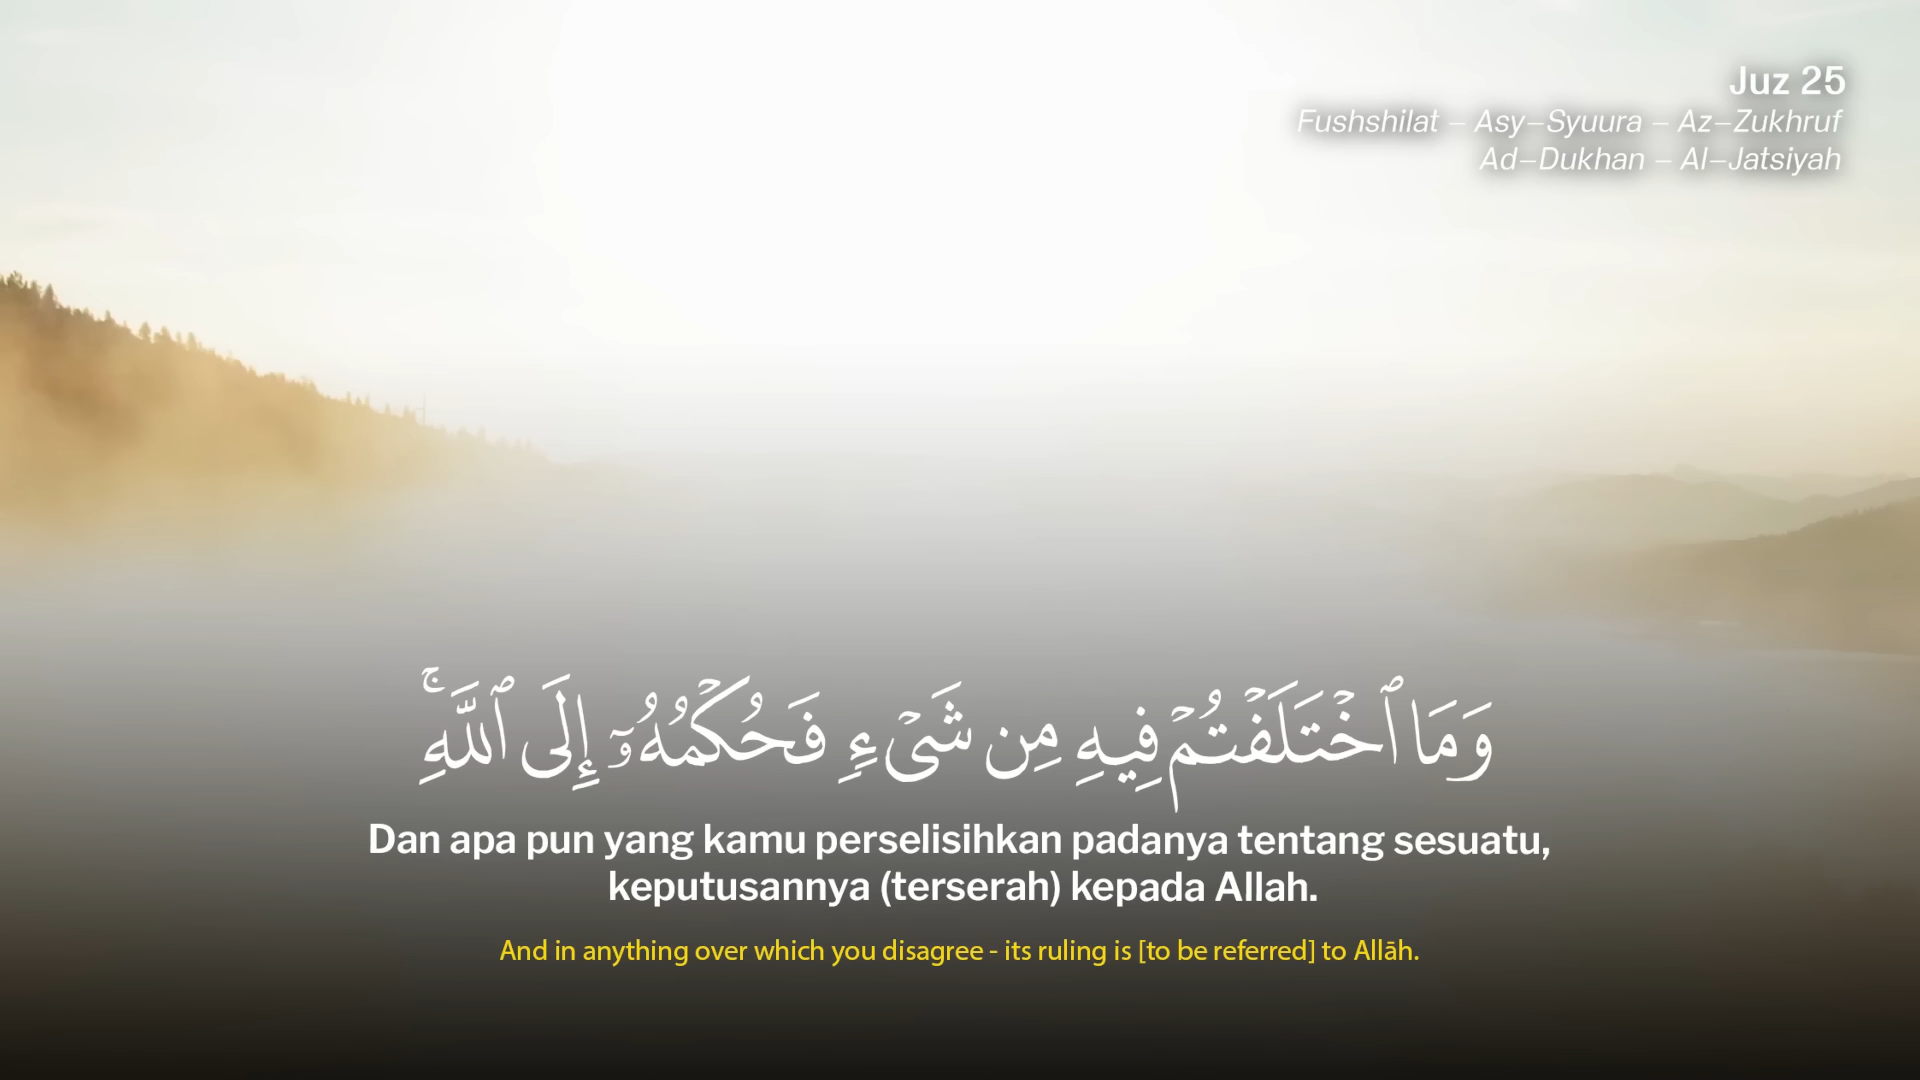 Juz 25
Fushshilat – Asy–Syuura – Az–Zukhruf
Ad–Dukhan – Al–Jatsiyah
وَمَا ٱخْتَلَفْتُمْ فِيهِ مِن شَىْءٍ فَحُكْمُهُۥٓ إِلَى ٱللَّهِ ۚ
Dan apa pun yang kamu perselisihkan padanya tentang sesuatu,
keputusannya (terserah) kepada Allah.
And in anything over which you disagree - its ruling is [to be referred] to Allāh.